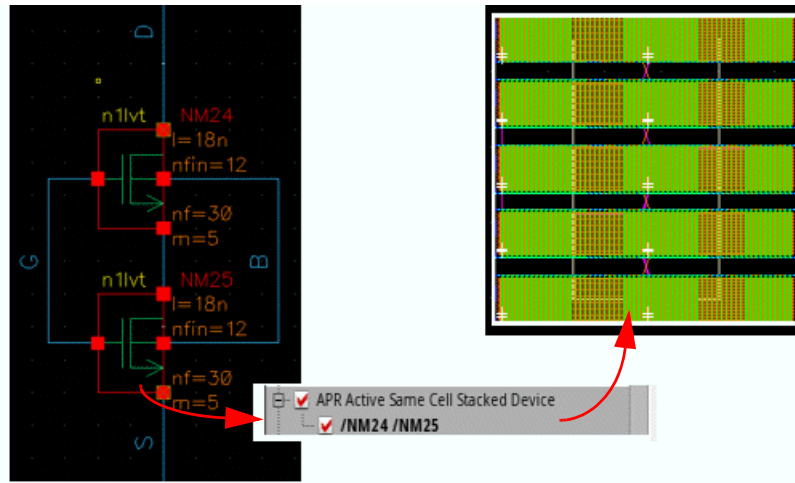 D
n1lvt NM24
l=18n
nfin=12
nf=30
m=5
G
B
n1lvt NM25
l=18n
nfin=12
nf=30
m=5
S
APR Active Same Cell Stacked Device
/NM24 /NM25